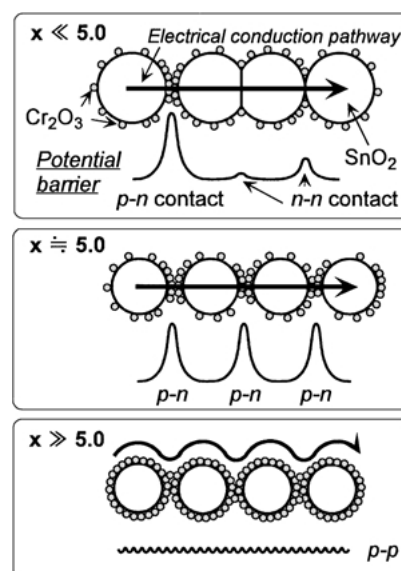 x ≪ 5.0
Electrical conduction pathway
Cr₂O₃
SnO₂
Potential
barrier
p-n contact
n-n contact
x ≒ 5.0
p-n p-n p-n
x ≫ 5.0
p-p